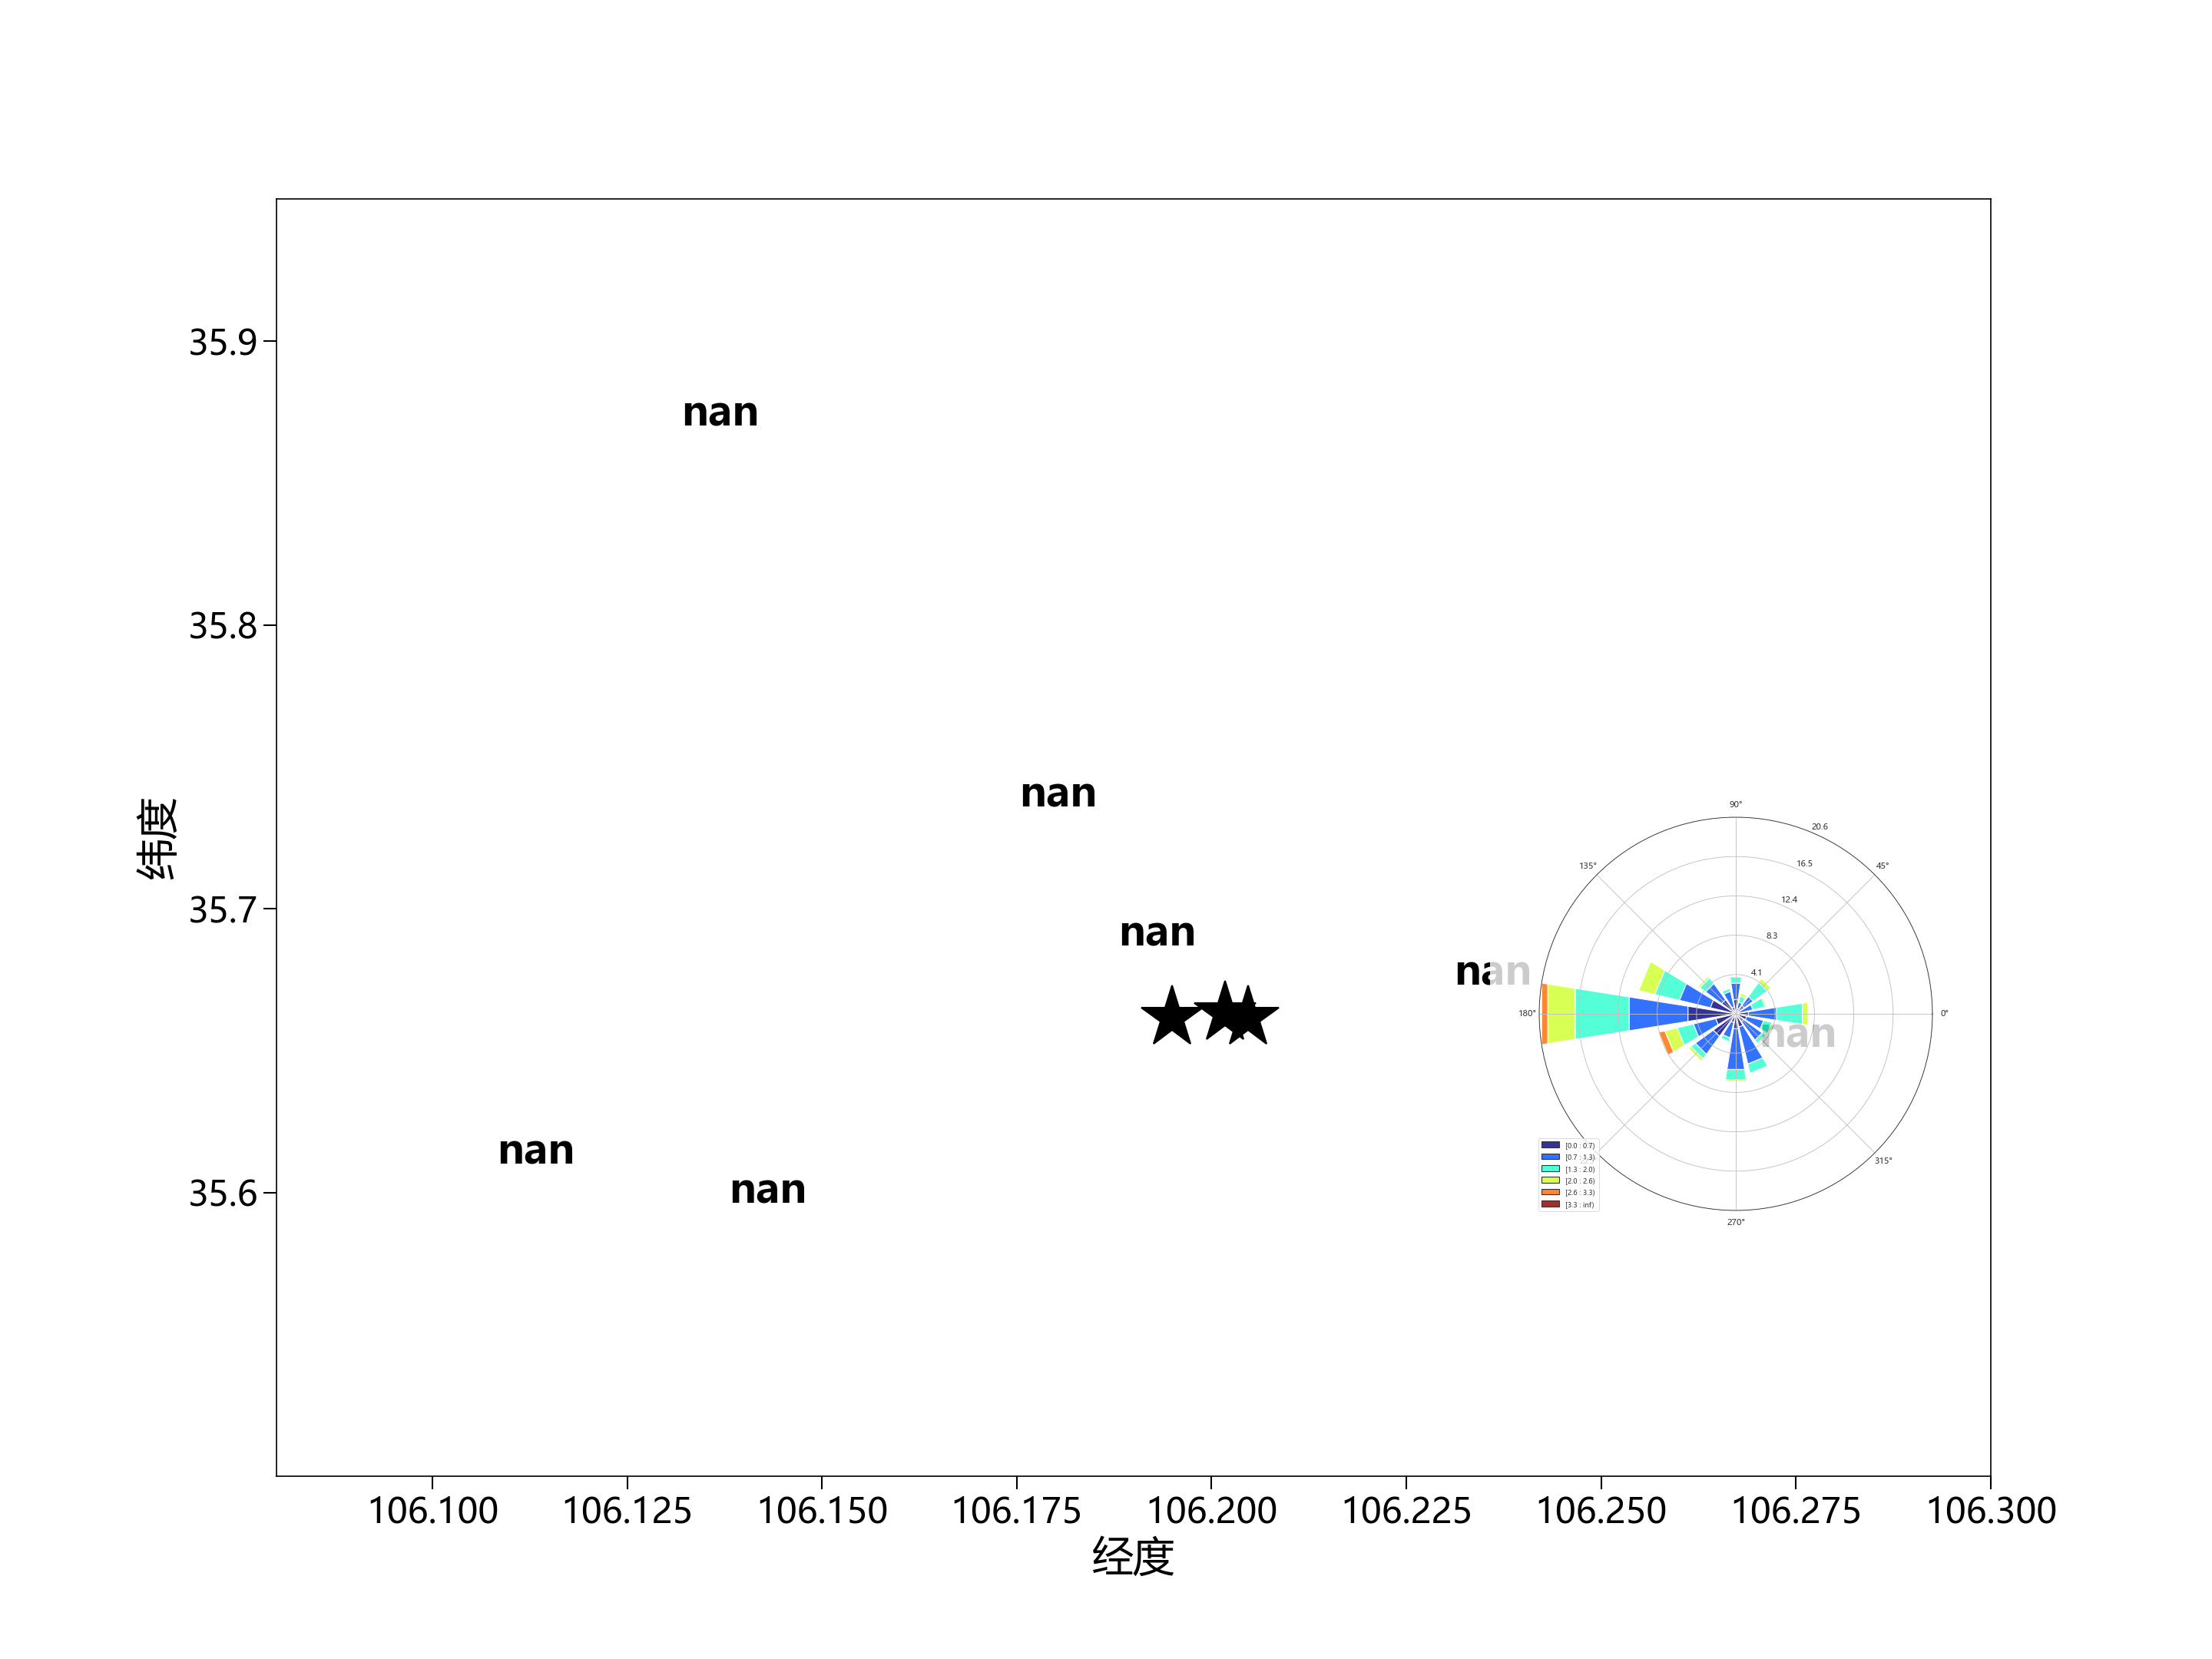 35.9
nan
35.8
nan
90°
20.6
135°
16.5
45°
12.4
35.7
nan
8.3
nan
4.1
180°
0°
nan
纬度
nan
[0.0 : 0.7)
[0.7 : 1.3)
[1.3 : 2.0)
[2.0 : 2.6)
[2.6 : 3.3)
[3.3 : inf)
315°
35.6
nan
270°
106.100
106.125
106.150
106.175
106.200
106.225
106.250
106.275
106.300
经度